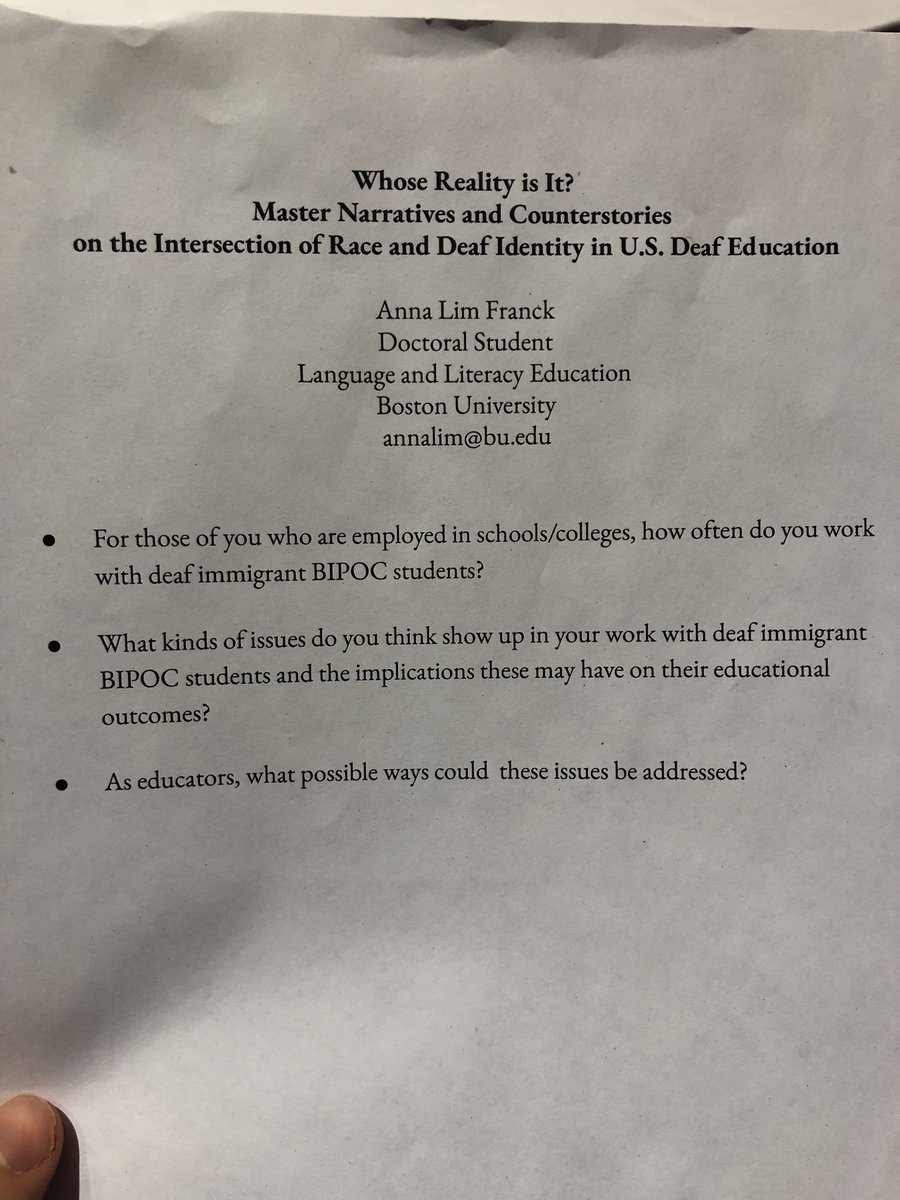 Whose Reality is It?
Master Narratives and Counterstories
on the Intersection of Race and Deaf Identity in U.S. Deaf Education
Anna Lim Franck
Doctoral Student
Language and Literacy Education
Boston University
annalim@bu.edu
● For those of you who are employed in schools/colleges, how often do you work
with deaf immigrant BIPOC students?
● What kinds of issues do you think show up in your work with deaf immigrant
BIPOC students and the implications these may have on their educational
outcomes?
● As educators, what possible ways could these issues be addressed?